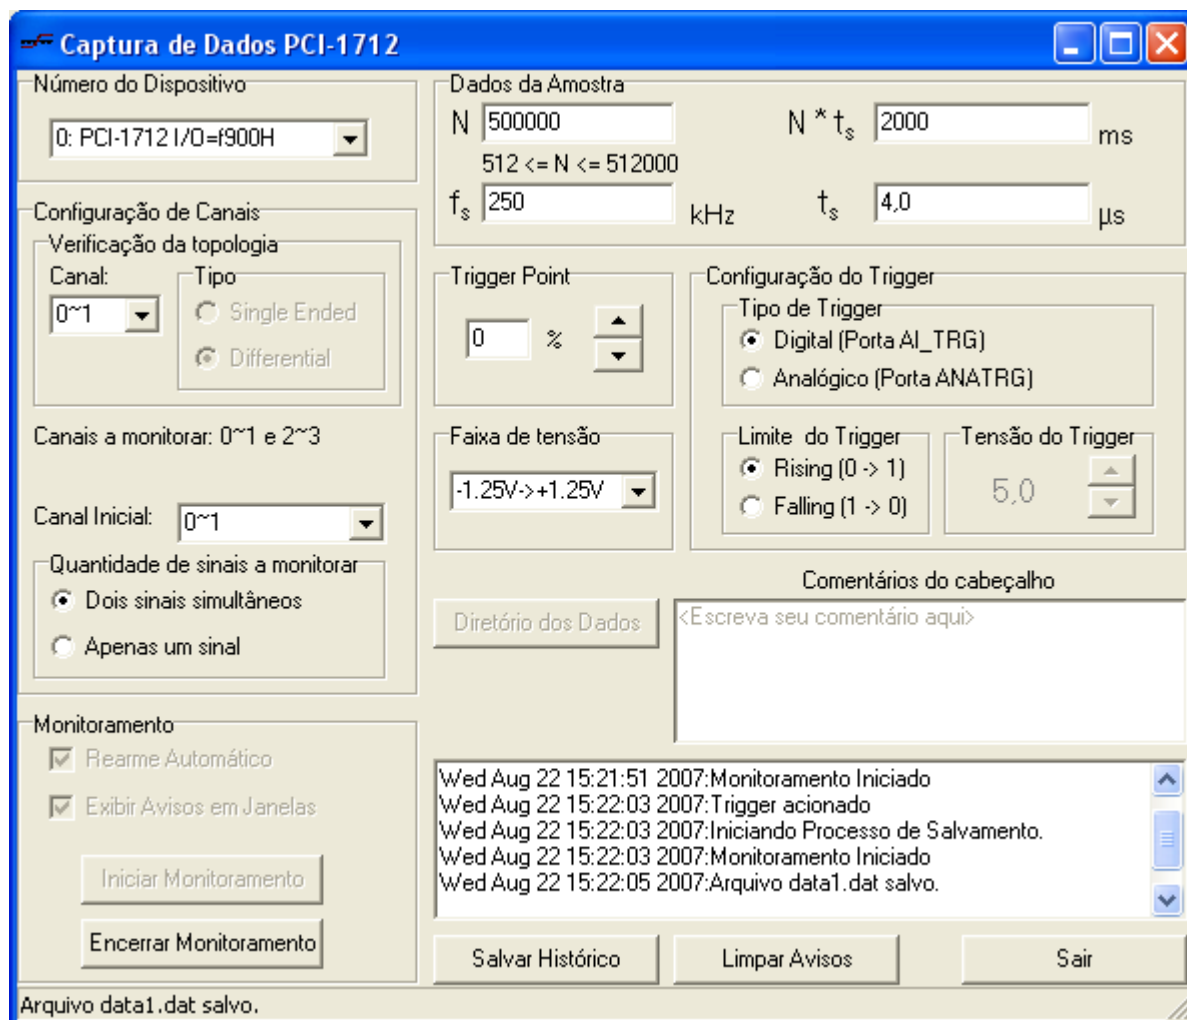 Captura de Dados PCI-1712
Número do Dispositivo
0: PCI-1712 I/O=f900H
Dados da Amostra
N 500000
512 <= N <= 512000
N * ts 2000 ms
fs 250 kHz
ts 4,0 µs
Configuração de Canais
Verificação da topologia
Canal:
0~1
Tipo
Single Ended
Differential
Canais a monitorar: 0~1 e 2~3
Canal Inicial: 0~1
Quantidade de sinais a monitorar
Dois sinais simultâneos
Apenas um sinal
Trigger Point
0 %
Faixa de tensão
-1.25V->+1.25V
Configuração do Trigger
Tipo de Trigger
Digital (Porta AI_TRG)
Analógico (Porta ANATRG)
Limite do Trigger
Rising (0 -> 1)
Falling (1 -> 0)
Tensão do Trigger
5,0
Diretório dos Dados
Comentários do cabeçalho
<Escreva seu comentário aqui>
Monitoramento
Rearme Automático
Exibir Avisos em Janelas
Iniciar Monitoramento
Encerrar Monitoramento
Wed Aug 22 15:21:51 2007:Monitoramento Iniciado
Wed Aug 22 15:22:03 2007:Trigger acionado
Wed Aug 22 15:22:03 2007:Iniciando Processo de Salvamento.
Wed Aug 22 15:22:03 2007:Monitoramento Iniciado
Wed Aug 22 15:22:05 2007:Arquivo data1.dat salvo.
Salvar Histórico
Limpar Avisos
Sair
Arquivo data1.dat salvo.